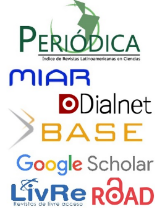 PERIÓDICA
Índice de Revistas Latinoamericanas en Ciencias
MIAR
Dialnet
BASE
Google Scholar
LivRe
Revistas de livre acesso
ROAD